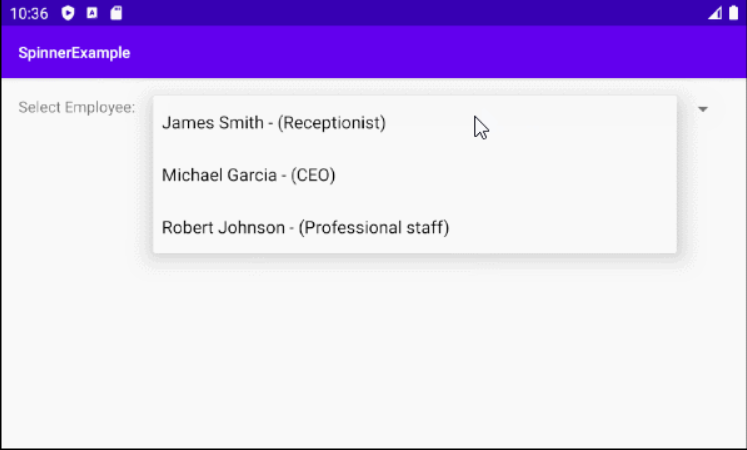 10:36
SpinnerExample
Select Employee:
James Smith - (Receptionist)
Michael Garcia - (CEO)
Robert Johnson - (Professional staff)